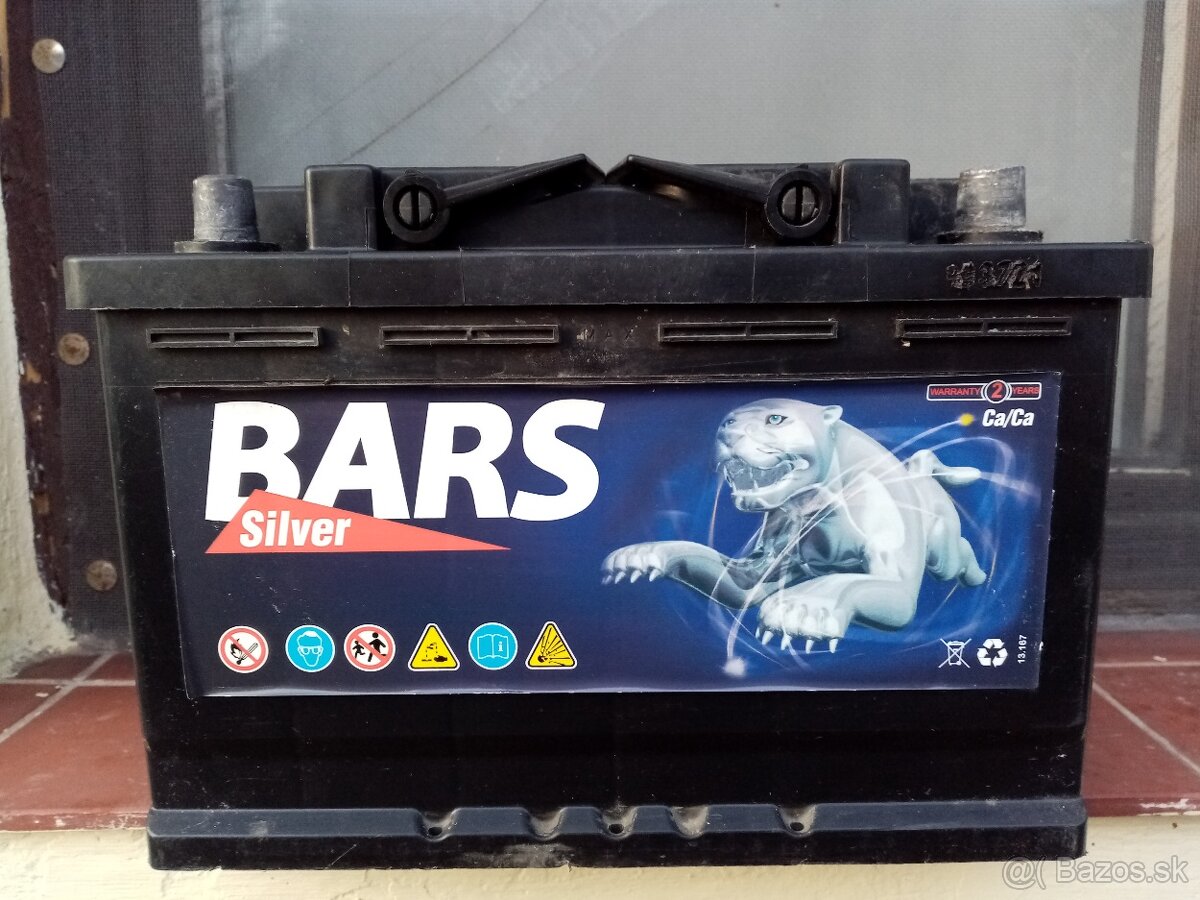 WARRANTY 2 YEARS
Ca/Ca
BARS
Silver
13.167
@( Bazos.sk